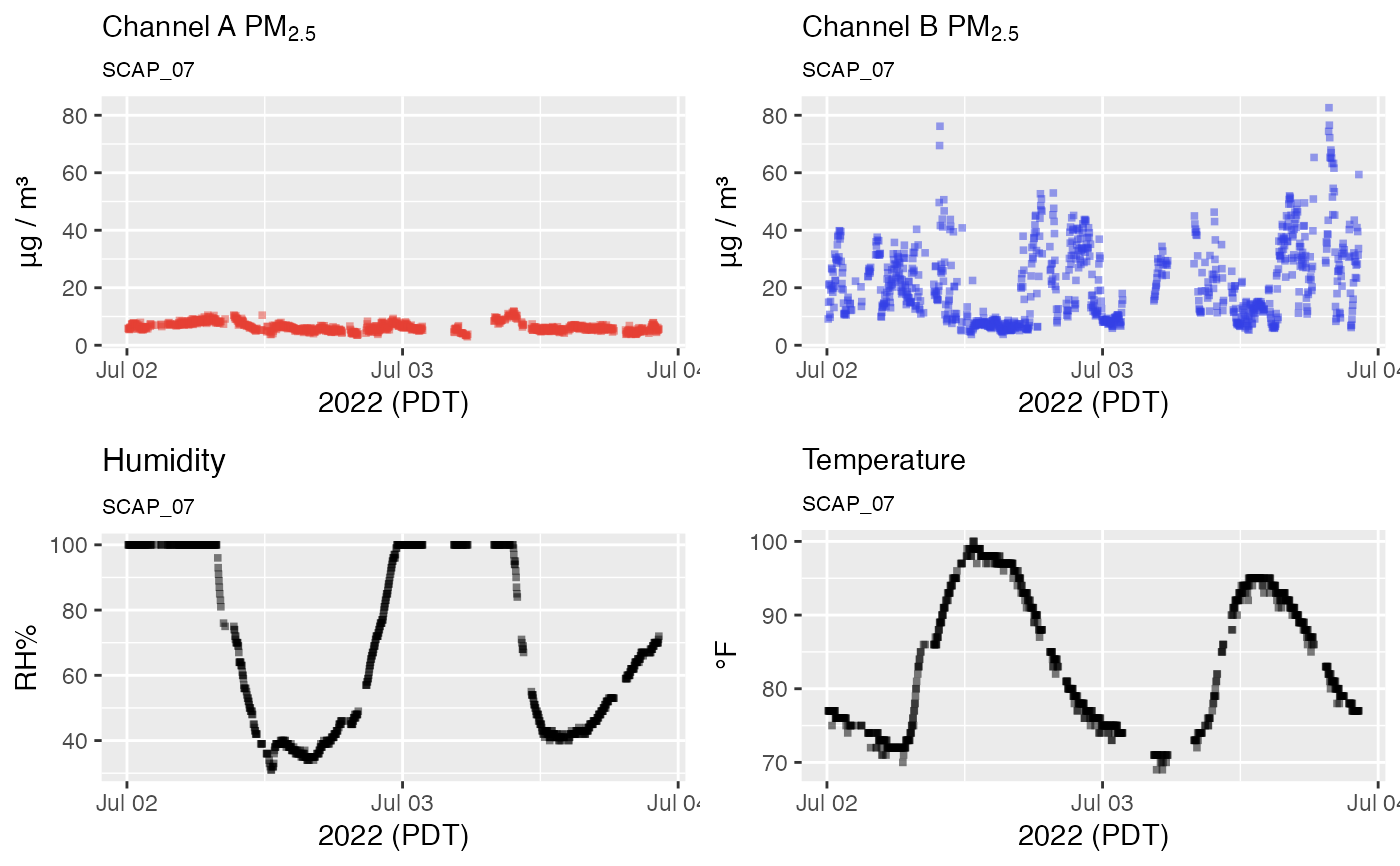 Channel A PM2.5
SCAP_07
µg / m³
80
60
40
20
0
Jul 02
Jul 03
Jul 04
2022 (PDT)
Channel B PM2.5
SCAP_07
µg / m³
80
60
40
20
0
Jul 02
Jul 03
Jul 04
2022 (PDT)
Humidity
SCAP_07
RH%
100
80
60
40
Jul 02
Jul 03
Jul 04
2022 (PDT)
Temperature
SCAP_07
°F
100
90
80
70
Jul 02
Jul 03
Jul 04
2022 (PDT)